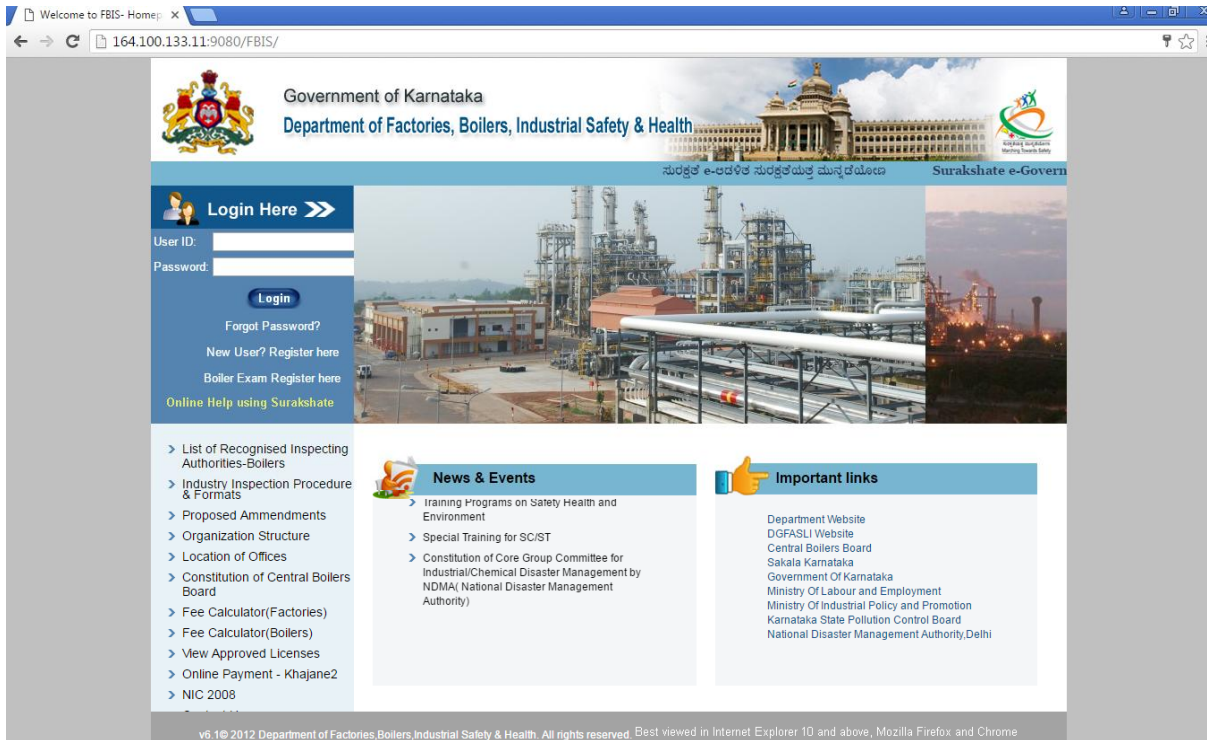 Welcome to FBIS- Homep
164.100.133.11:9080/FBIS/
Government of Karnataka
Department of Factories, Boilers, Industrial Safety & Health
Marching Towards Safety
ಸುರಕ್ಷತೆ e-ಆಡಳಿತ ಸುರಕ್ಷತೆಯತ್ತ ಮುನ್ನಡೆಯೋಣ Surakshate e-Govern
Login Here
User ID:
Password:
Login
Forgot Password?
New User? Register here
Boiler Exam Register here
Online Help using Surakshate
List of Recognised Inspecting
Authorities-Boilers
Industry Inspection Procedure
& Formats
Proposed Ammendments
Organization Structure
Location of Offices
Constitution of Central Boilers
Board
Fee Calculator(Factories)
Fee Calculator(Boilers)
View Approved Licenses
Online Payment - Khajane2
NIC 2008
News & Events
Training Programs on Safety Health and
Environment
Special Training for SC/ST
Constitution of Core Group Committee for
Industrial/Chemical Disaster Management by
NDMA( National Disaster Management
Authority)
Important links
Department Website
DGFASLI Website
Central Boilers Board
Sakala Karnataka
Government Of Karnataka
Ministry Of Labour and Employment
Ministry Of Industrial Policy and Promotion
Karnataka State Pollution Control Board
National Disaster Management Authority,Delhi
v6.1© 2012 Department of Factories,Boilers,Industrial Safety & Health. All rights reserved. Best viewed in Internet Explorer 10 and above, Mozilla Firefox and Chrome